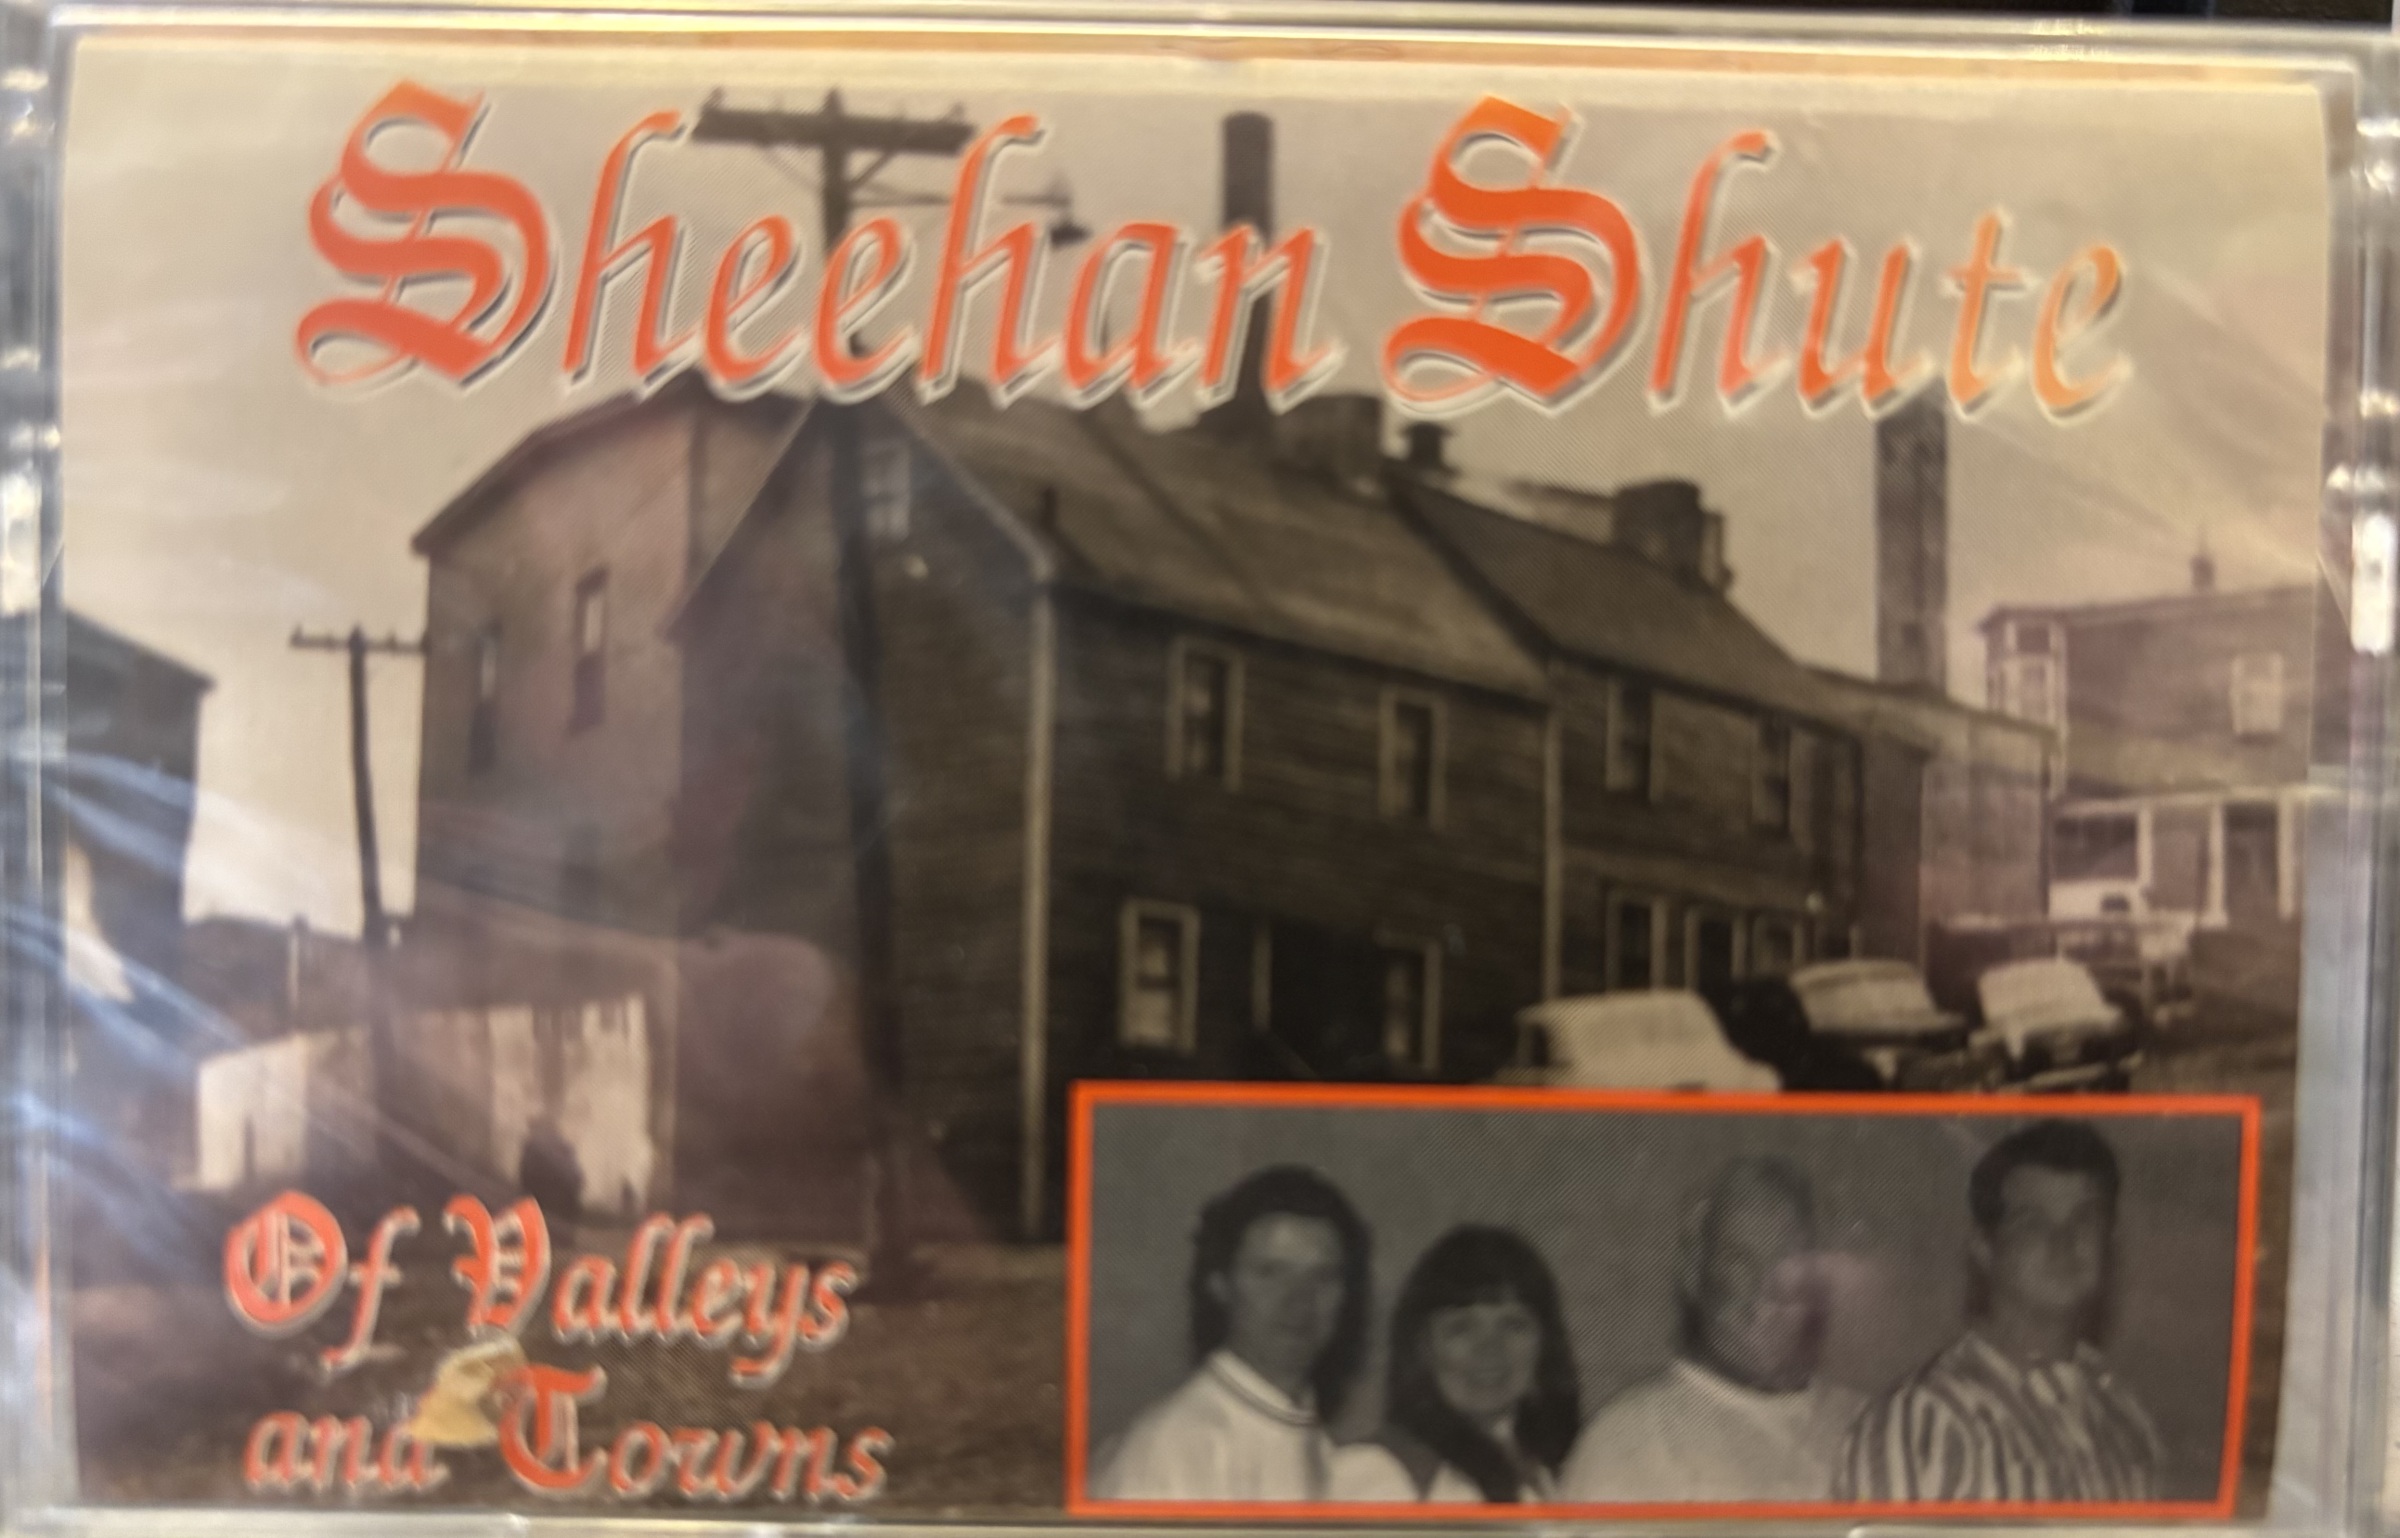 Sheehan Shute
Of Valleys
and Towns